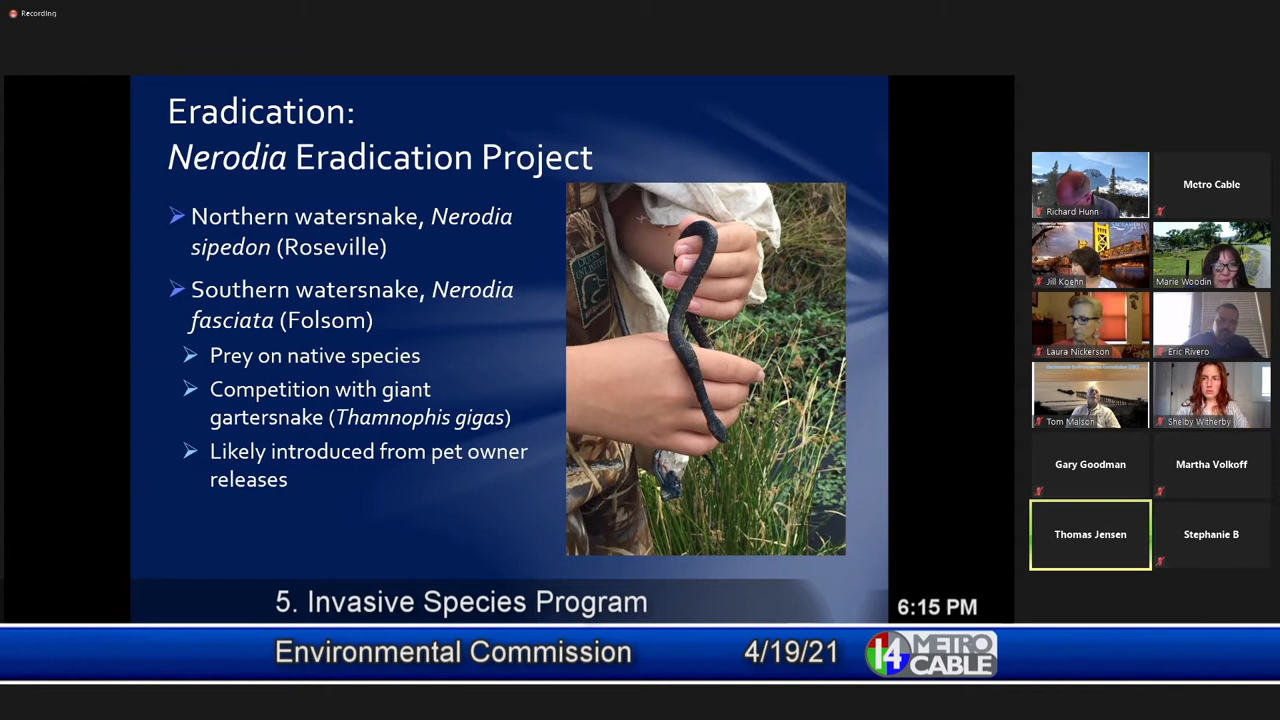 Recording
Eradication:
Nerodia Eradication Project
Northern watersnake, Nerodia
sipedon (Roseville)
Southern watersnake, Nerodia
fasciata (Folsom)
Prey on native species
Competition with giant
gartersnake (Thamnophis gigas)
Likely introduced from pet owner
releases
Richard Hunn
Metro Cable
Jill Koehn
Marie Woodin
Laura Nickerson
Eric Rivero
Tom Malson
Shelby Witherby
Gary Goodman
Martha Volkoff
Thomas Jensen
Stephanie B
5. Invasive Species Program
6:15 PM
Environmental Commission
4/19/21
14 METRO
CABLE